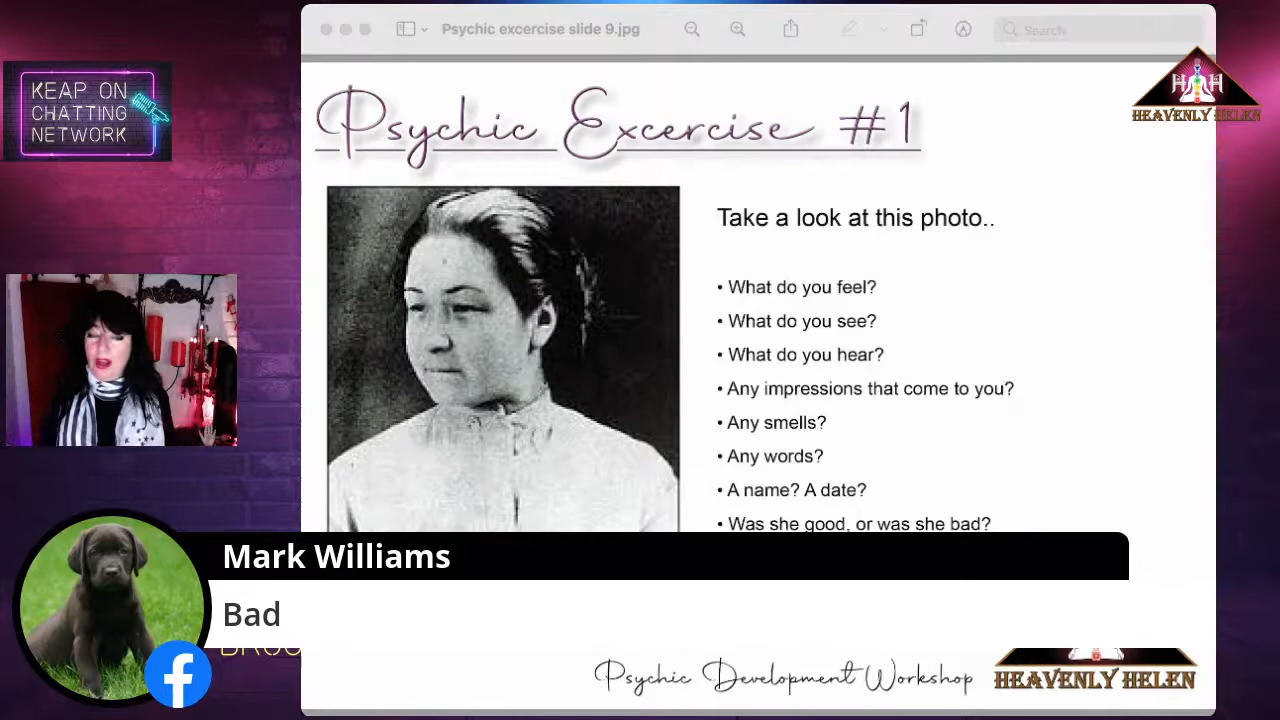 Psychic excercise slide 9.jpg
Search
KEAP ON
CHATTING
NETWORK
HH
HEAVENLY HELEN
Psychic Excercise #1
Take a look at this photo..
• What do you feel?
• What do you see?
• What do you hear?
• Any impressions that come to you?
• Any smells?
• Any words?
• A name? A date?
• Was she good, or was she bad?
Mark Williams
Bad
Psychic Development Workshop
HEAVENLY HELEN